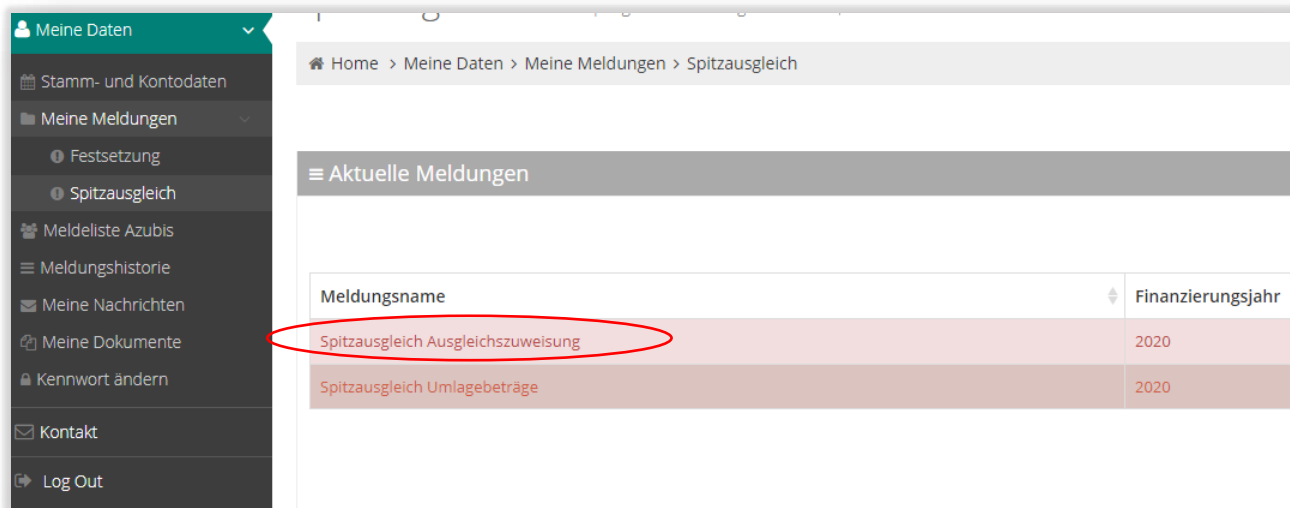 Meine Daten
Stamm- und Kontodaten
Meine Meldungen
Festsetzung
Spitzausgleich
Meldeliste Azubis
Meldungshistorie
Meine Nachrichten
Meine Dokumente
Kennwort ändern
Kontakt
Log Out
Home > Meine Daten > Meine Meldungen > Spitzausgleich
Aktuelle Meldungen
Meldungsname Finanzierungsjahr
Spitzausgleich Ausgleichszuweisung 2020
Spitzausgleich Umlagebeträge 2020